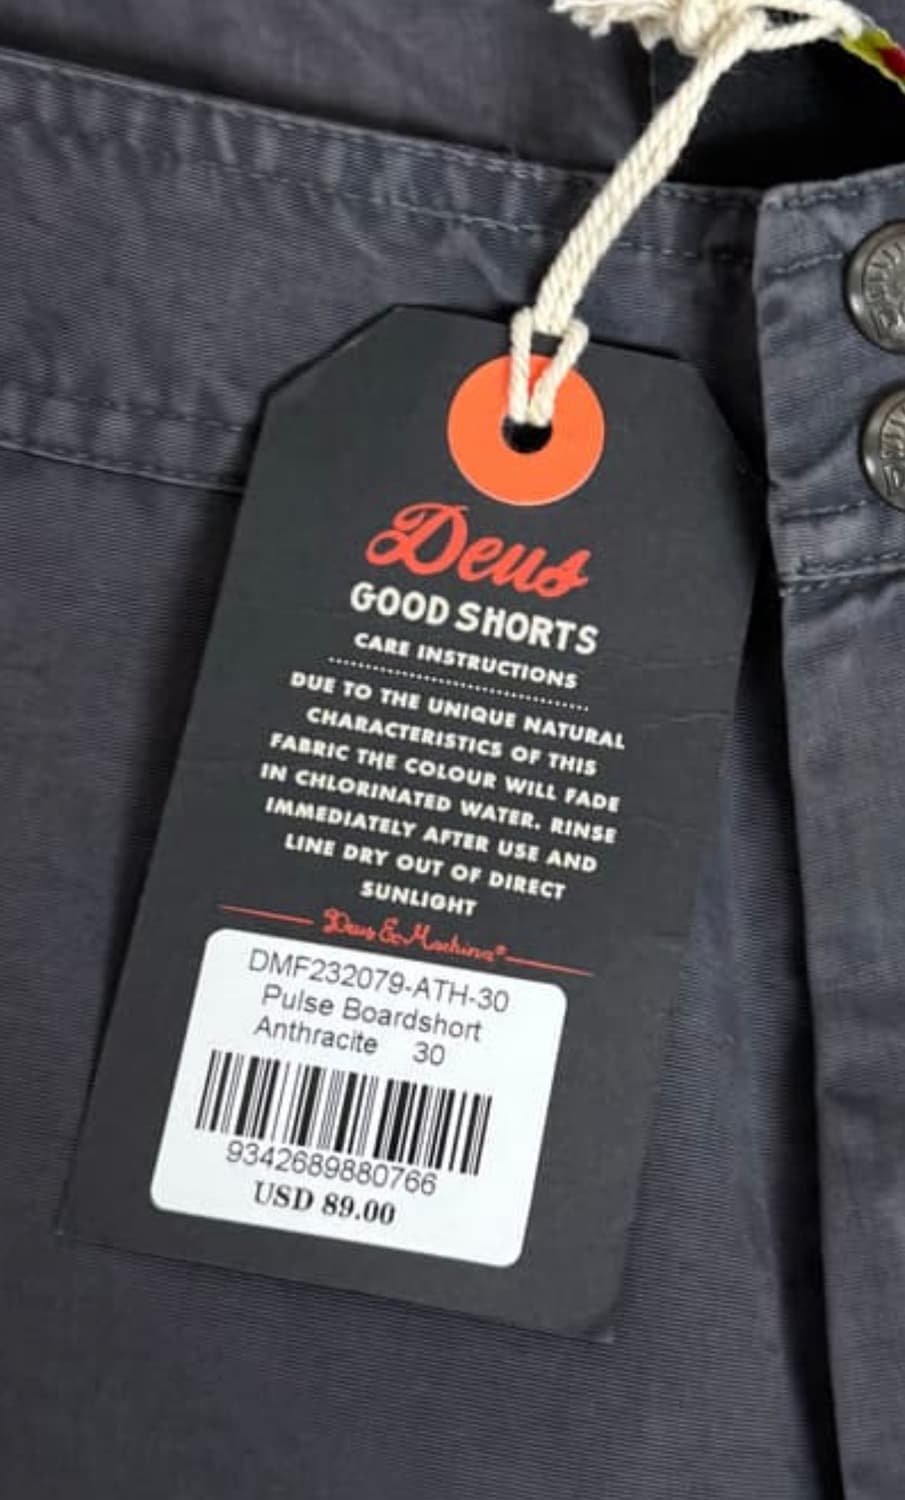 Deus
GOOD SHORTS
CARE INSTRUCTIONS
DUE TO THE UNIQUE NATURAL
CHARACTERISTICS OF THIS
FABRIC THE COLOUR WILL FADE
IN CHLORINATED WATER. RINSE
IMMEDIATELY AFTER USE AND
LINE DRY OUT OF DIRECT
SUNLIGHT
Deus Ex Machina®
DMF232079-ATH-30
Pulse Boardshort
Anthracite 30
9342689880766
USD 89.00